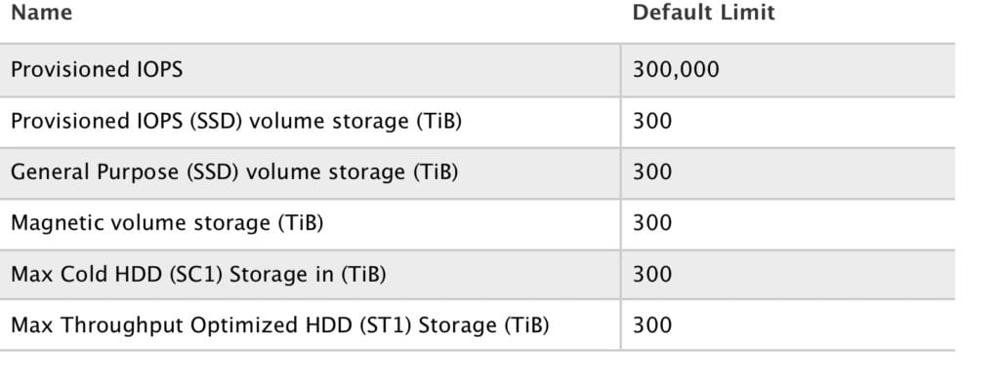 Name Default Limit
Provisioned IOPS 300,000
Provisioned IOPS (SSD) volume storage (TiB) 300
General Purpose (SSD) volume storage (TiB) 300
Magnetic volume storage (TiB) 300
Max Cold HDD (SC1) Storage in (TiB) 300
Max Throughput Optimized HDD (ST1) Storage (TiB) 300